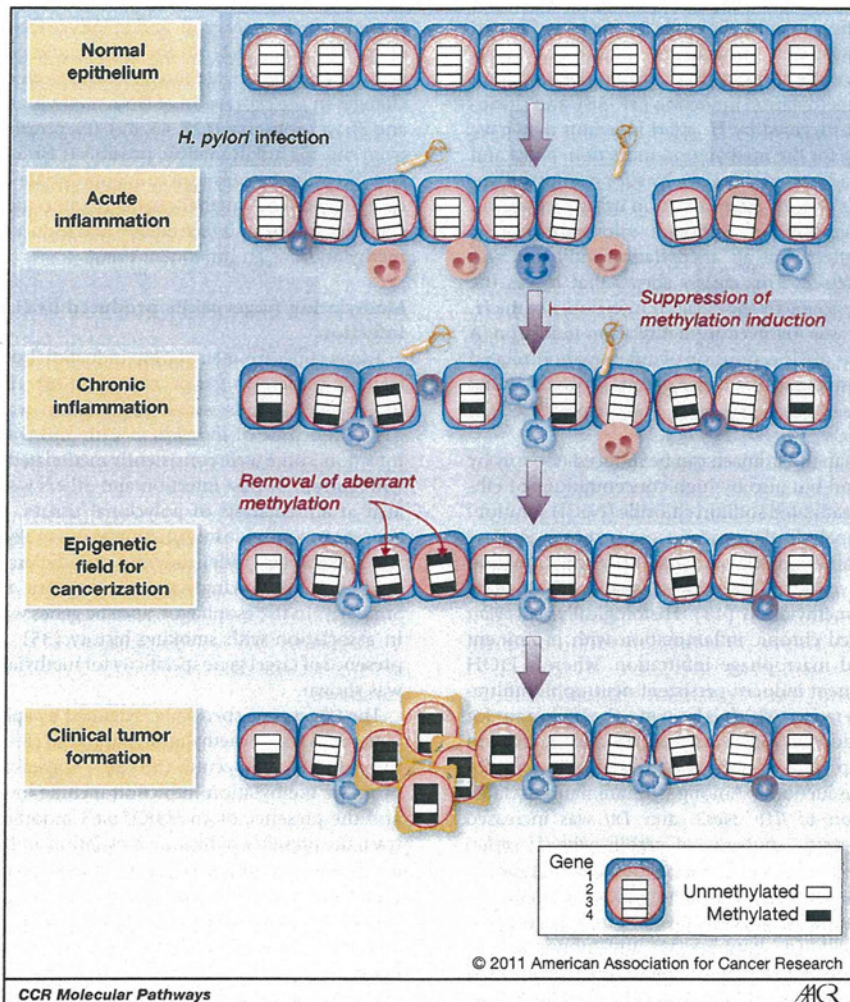 Normal
epithelium
H. pylori infection
Acute
inflammation
Suppression of
methylation induction
Chronic
inflammation
Removal of aberrant
methylation
Epigenetic
field for
cancerization
Clinical tumor
formation
Gene
1
2
3
4
Unmethylated
Methylated
© 2011 American Association for Cancer Research
CCR Molecular Pathways
AACR